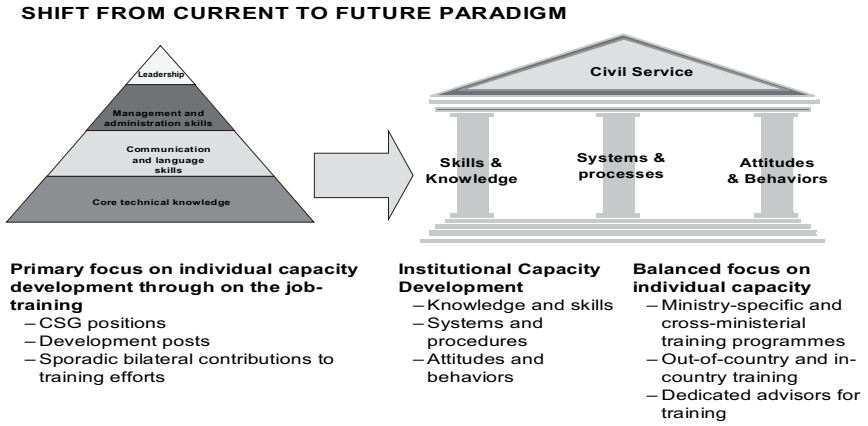 SHIFT FROM CURRENT TO FUTURE PARADIGM
Leadership
Management and
administration skills
Communication
and language
skills
Core technical knowledge
Civil Service
Skills &
Knowledge
Systems &
processes
Attitudes
& Behaviors
Primary focus on individual capacity
development through on the job-
training
– CSG positions
– Development posts
– Sporadic bilateral contributions to
training efforts
Institutional Capacity
Development
– Knowledge and skills
– Systems and
procedures
– Attitudes and
behaviors
Balanced focus on
individual capacity
– Ministry-specific and
cross-ministerial
training programmes
– Out-of-country and in-
country training
– Dedicated advisors for
training